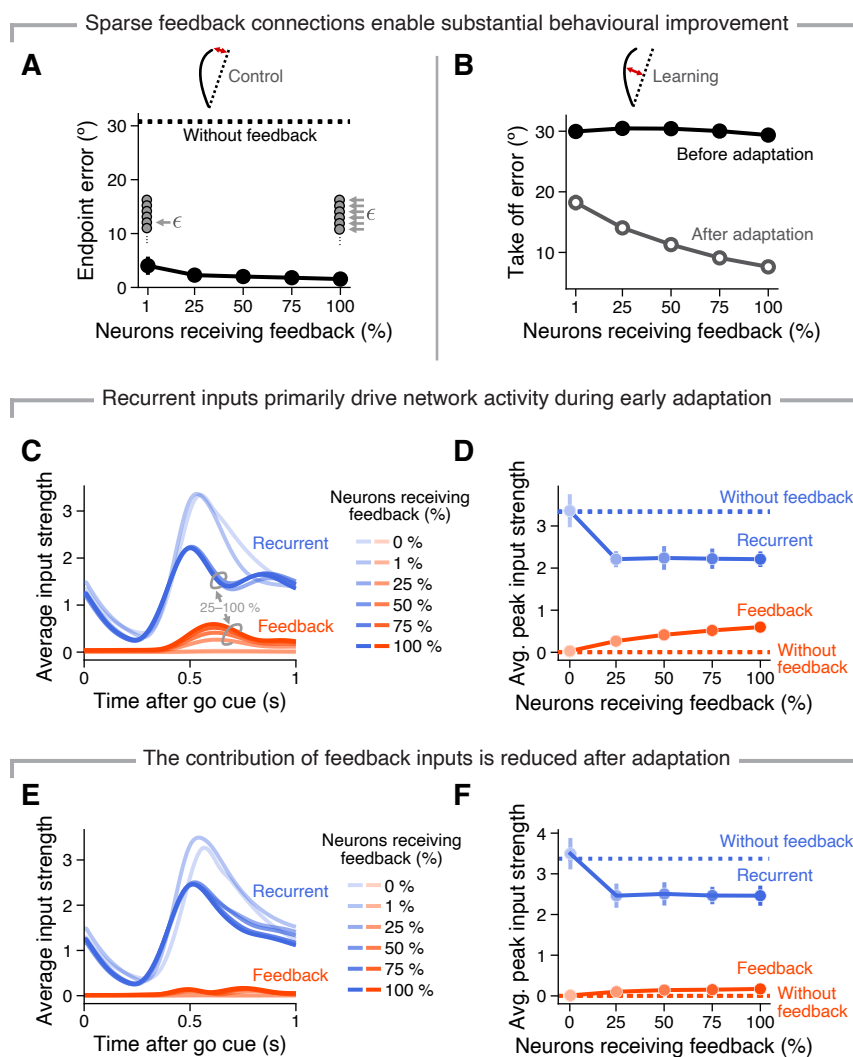 Sparse feedback connections enable substantial behavioural improvement
A
Control
Endpoint error (º)
30
20
10
0
Without feedback
ϵ
ϵ
1
25
50
75
100
Neurons receiving feedback (%)
B
Learning
Take off error (º)
30
20
10
Before adaptation
After adaptation
1
25
50
75
100
Neurons receiving feedback (%)
Recurrent inputs primarily drive network activity during early adaptation
C
Average input strength
3
2
1
0
Recurrent
25–100 %
Feedback
0
0.5
1
Time after go cue (s)
Neurons receiving
feedback (%)
0 %
1 %
25 %
50 %
75 %
100 %
D
Avg. peak input strength
3
2
1
0
Without feedback
Recurrent
Feedback
Without
feedback
0
25
50
75
100
Neurons receiving feedback (%)
The contribution of feedback inputs is reduced after adaptation
E
Average input strength
3
2
1
0
Recurrent
Feedback
0
0.5
1
Time after go cue (s)
Neurons receiving
feedback (%)
0 %
1 %
25 %
50 %
75 %
100 %
F
Avg. peak input strength
4
3
2
1
0
Without feedback
Recurrent
Feedback
Without
feedback
0
25
50
75
100
Neurons receiving feedback (%)